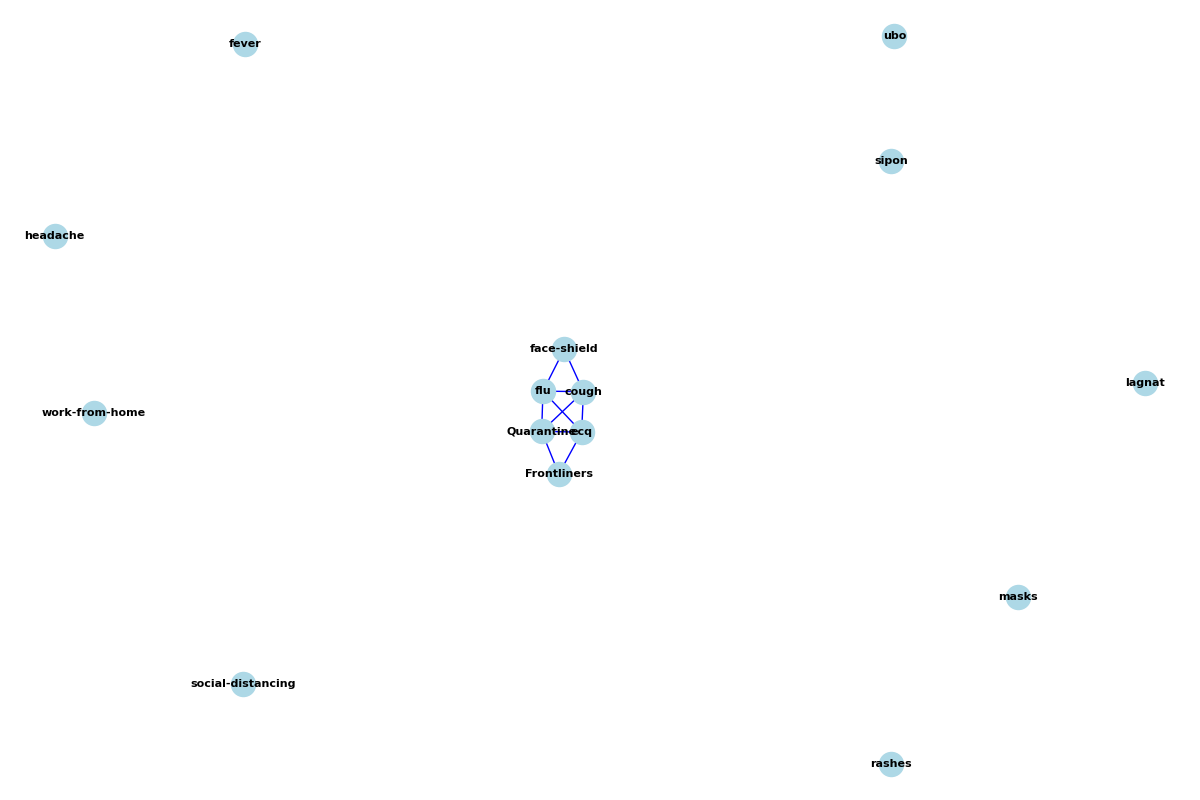 fever
ubo
sipon
headache
face-shield
lagnat
flu
cough
work-from-home
Quarantine
ecq
Frontliners
masks
social-distancing
rashes